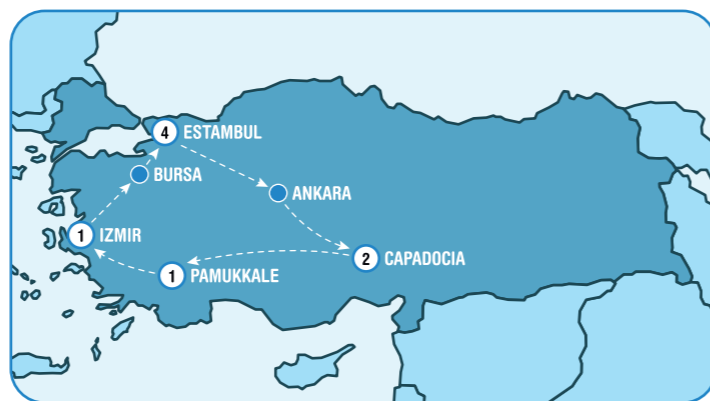 4 ESTAMBUL
BURSA
ANKARA
1 IZMIR
2 CAPADOCIA
1 PAMUKKALE